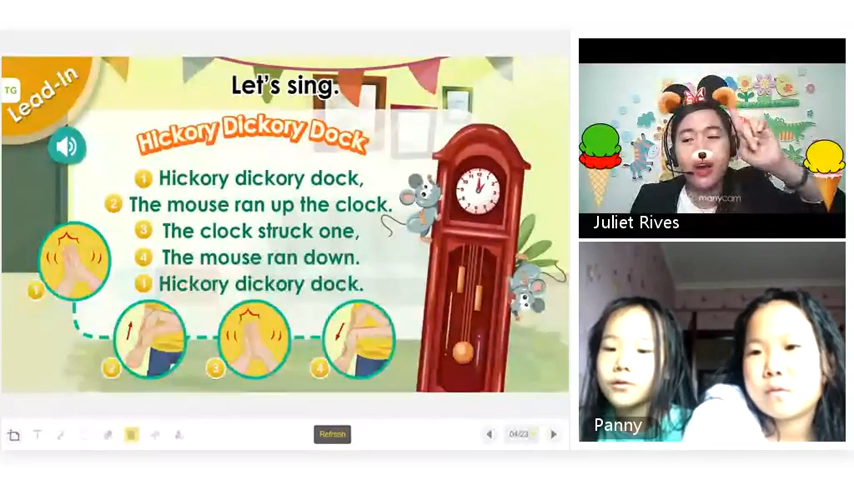 TG
Lead-In
Let's sing.
Hickory Dickory Dock
1 Hickory dickory dock,
2 The mouse ran up the clock.
3 The clock struck one,
4 The mouse ran down.
1 Hickory dickory dock.
1
2
3
4
Refresh
04/23
manycam
Juliet Rives
Panny